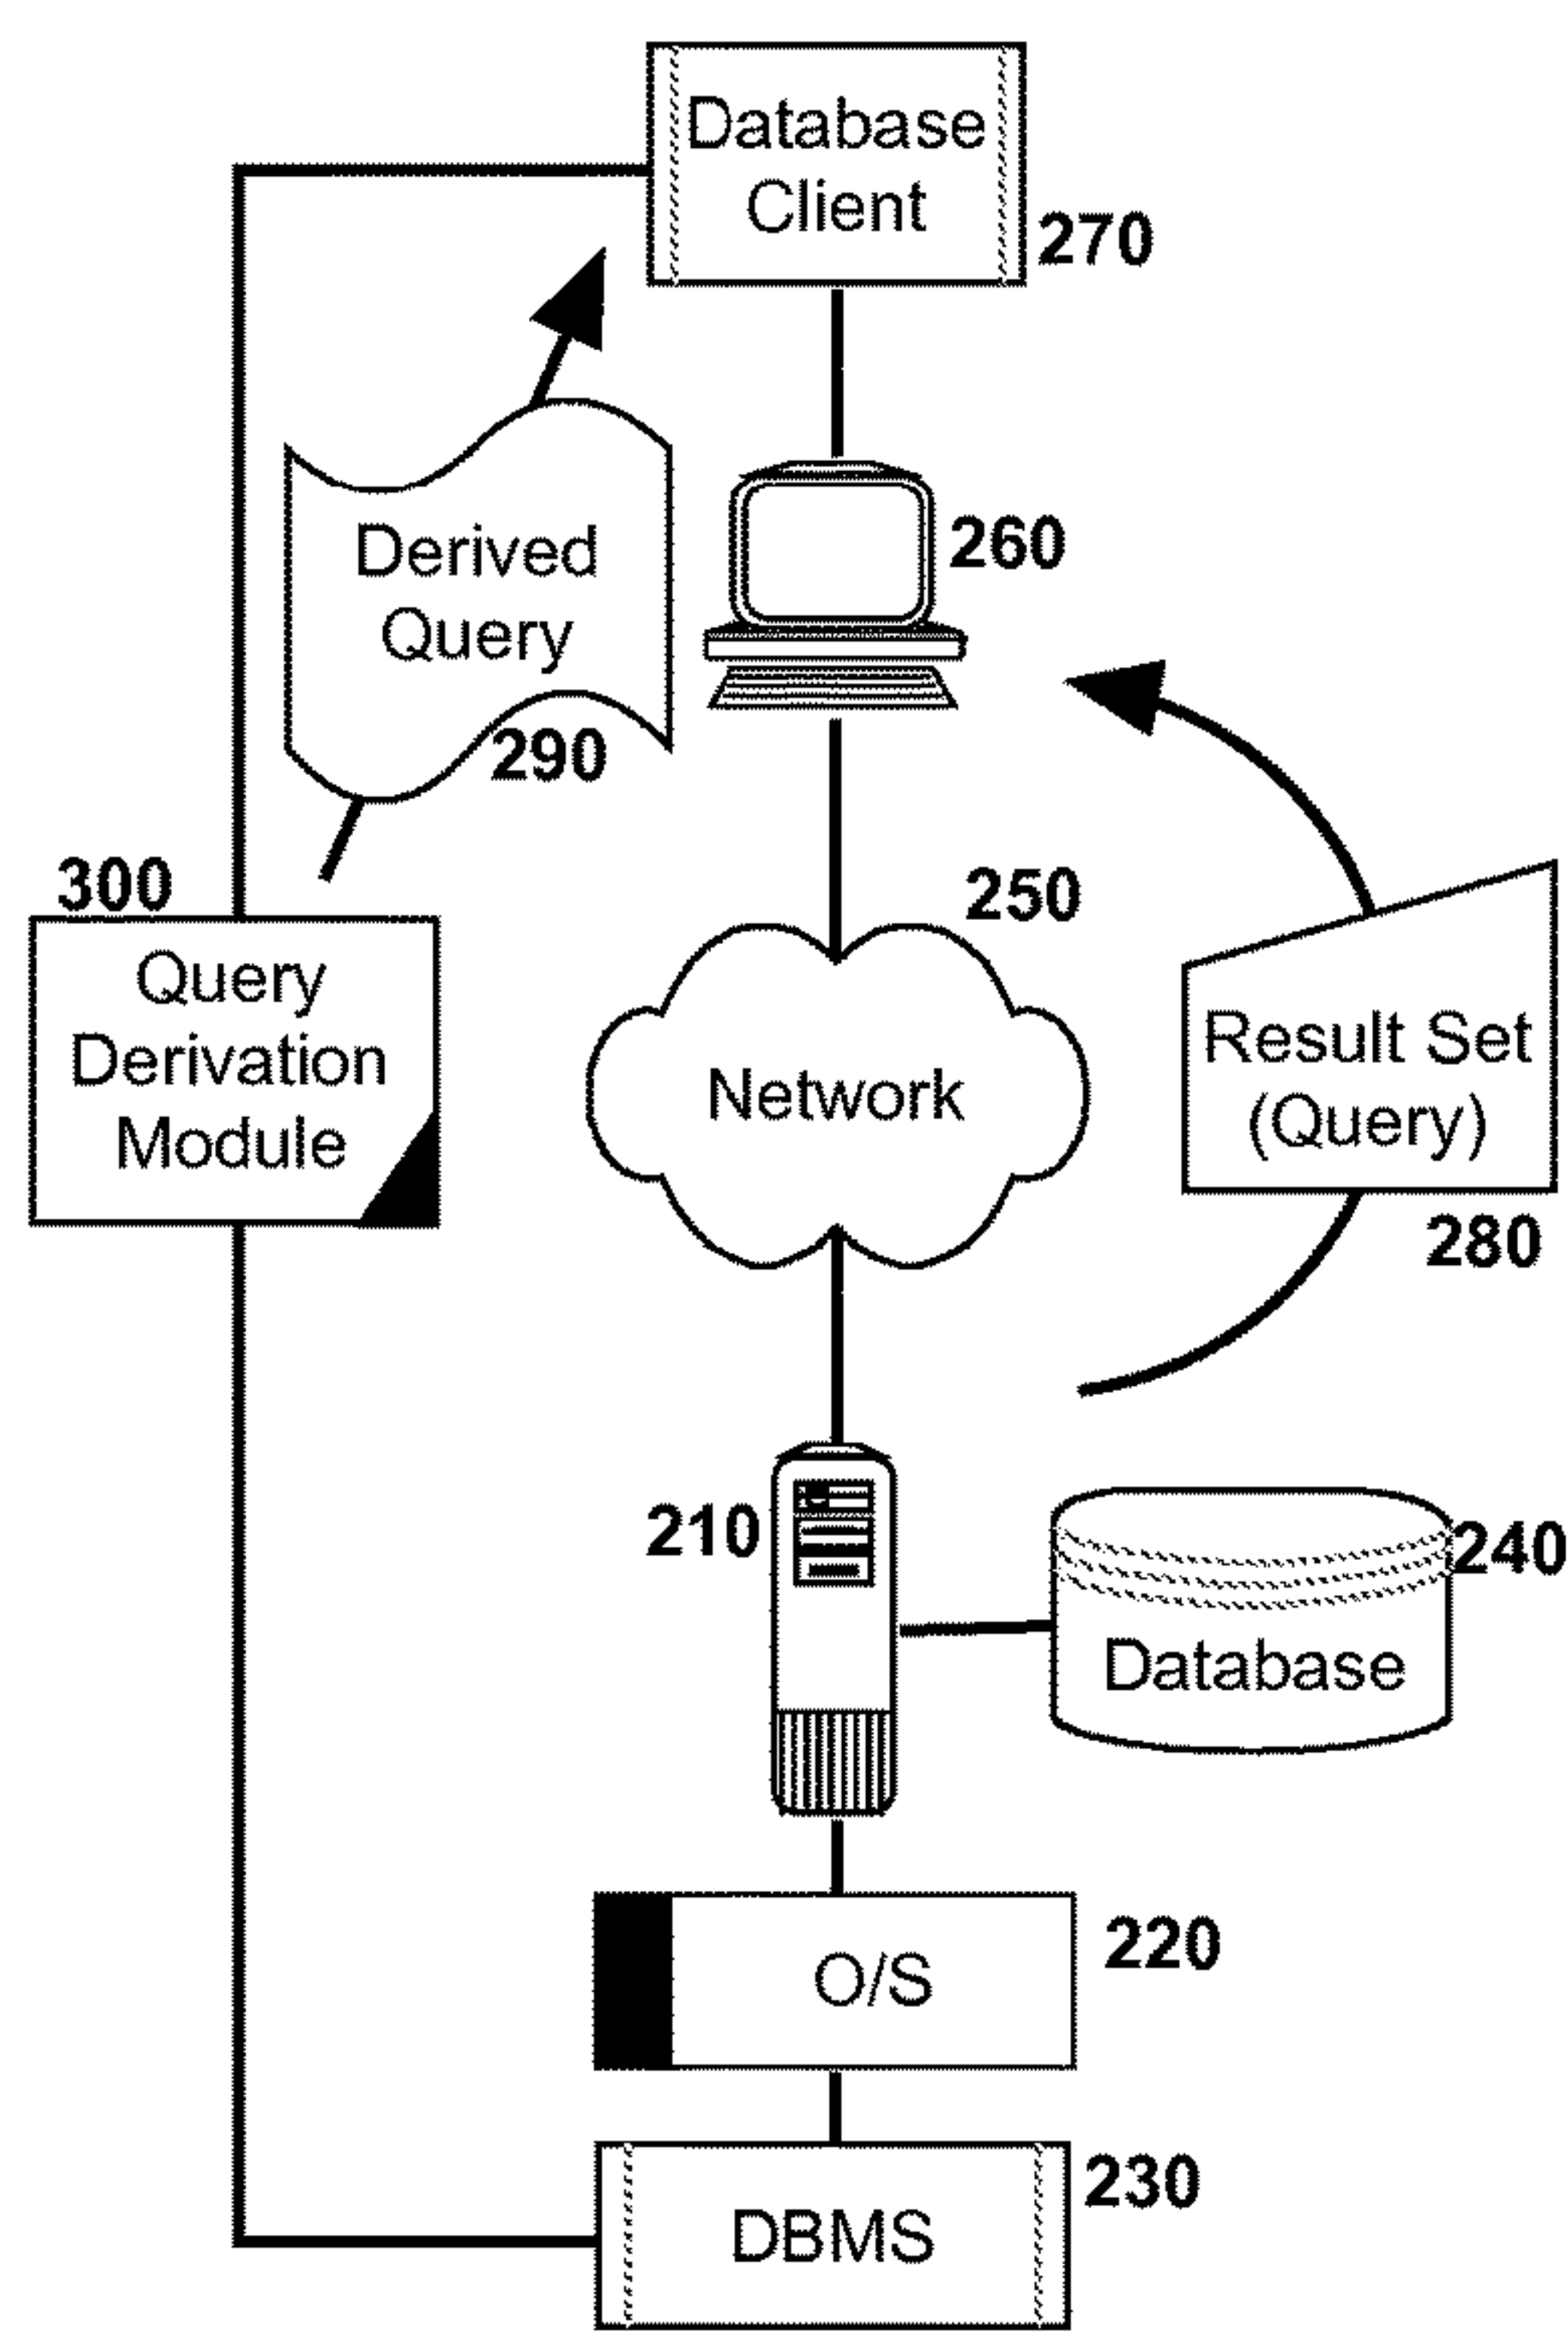 Database
Client
270
260
Derived
Query
290
300
Query
Derivation
Module
250
Network
Result Set
(Query)
280
210
240
Database
220
O/S
230
DBMS